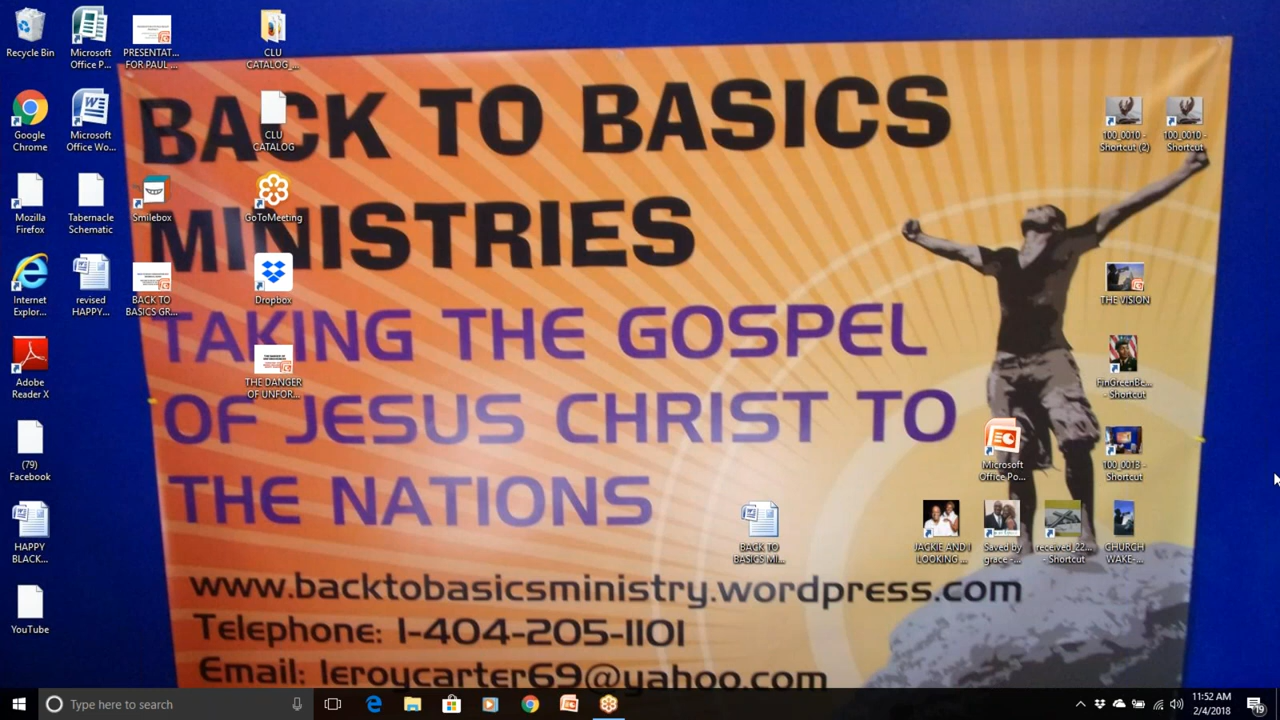 Recycle Bin
Microsoft Office P...
PRESENTAT... FOR PAUL ...
CLU CATALOG_...
Google Chrome
Microsoft Office Wo...
CLU CATALOG
100_0010 - Shortcut (2)
100_0010 - Shortcut
Mozilla Firefox
Tabernacle Schematic
Smilebox
GoToMeeting
Internet Explor...
revised HAPPY...
BACK TO BASICS GR...
Dropbox
THE VISION
Adobe Reader X
THE DANGER OF UNFOR...
FinGreenBe... - Shortcut
(79) Facebook
Microsoft Office Po...
100_0013 - Shortcut
HAPPY BLACK...
BACK TO BASICS MI...
JACKIE AND I LOOKING ...
Saved by grace -...
received_22... - Shortcut
CHURCH WAKE-...
YouTube
BACK TO BASICS
MINISTRIES
TAKING THE GOSPEL
OF JESUS CHRIST TO
THE NATIONS
www.backtobasicsministry.wordpress.com
Telephone: 1-404-205-1101
Email: leroycarter69@yahoo.com
Type here to search
11:52 AM
2/4/2018
19